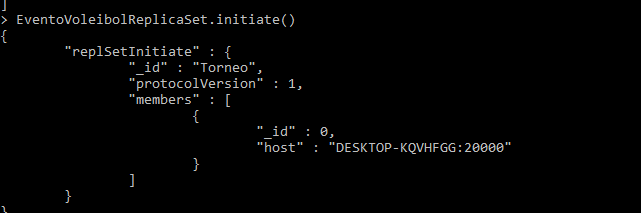 ]
> EventoVoleibolReplicaSet.initiate()
{
        "replSetInitiate" : {
                "_id" : "Torneo",
                "protocolVersion" : 1,
                "members" : [
                        {
                                "_id" : 0,
                                "host" : "DESKTOP-KQVHFGG:20000"
                        }
                ]
        }
}